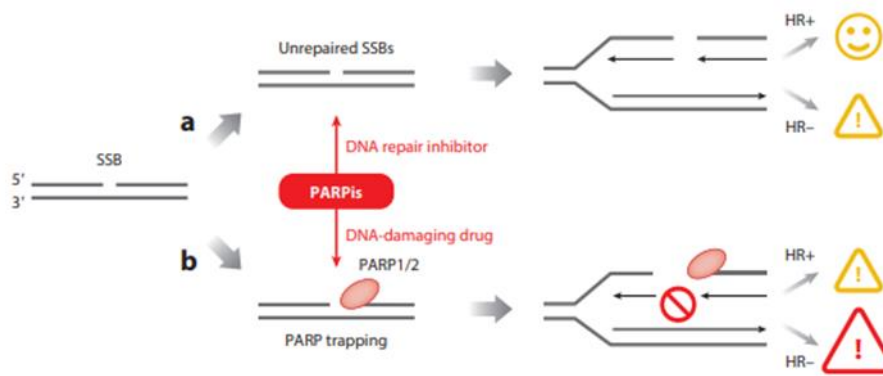 Unrepaired SSBs
HR+
HR–
!
a
DNA repair inhibitor
SSB
5'
3'
PARPis
DNA-damaging drug
b
PARP1/2
PARP trapping
HR+
!
HR–
!